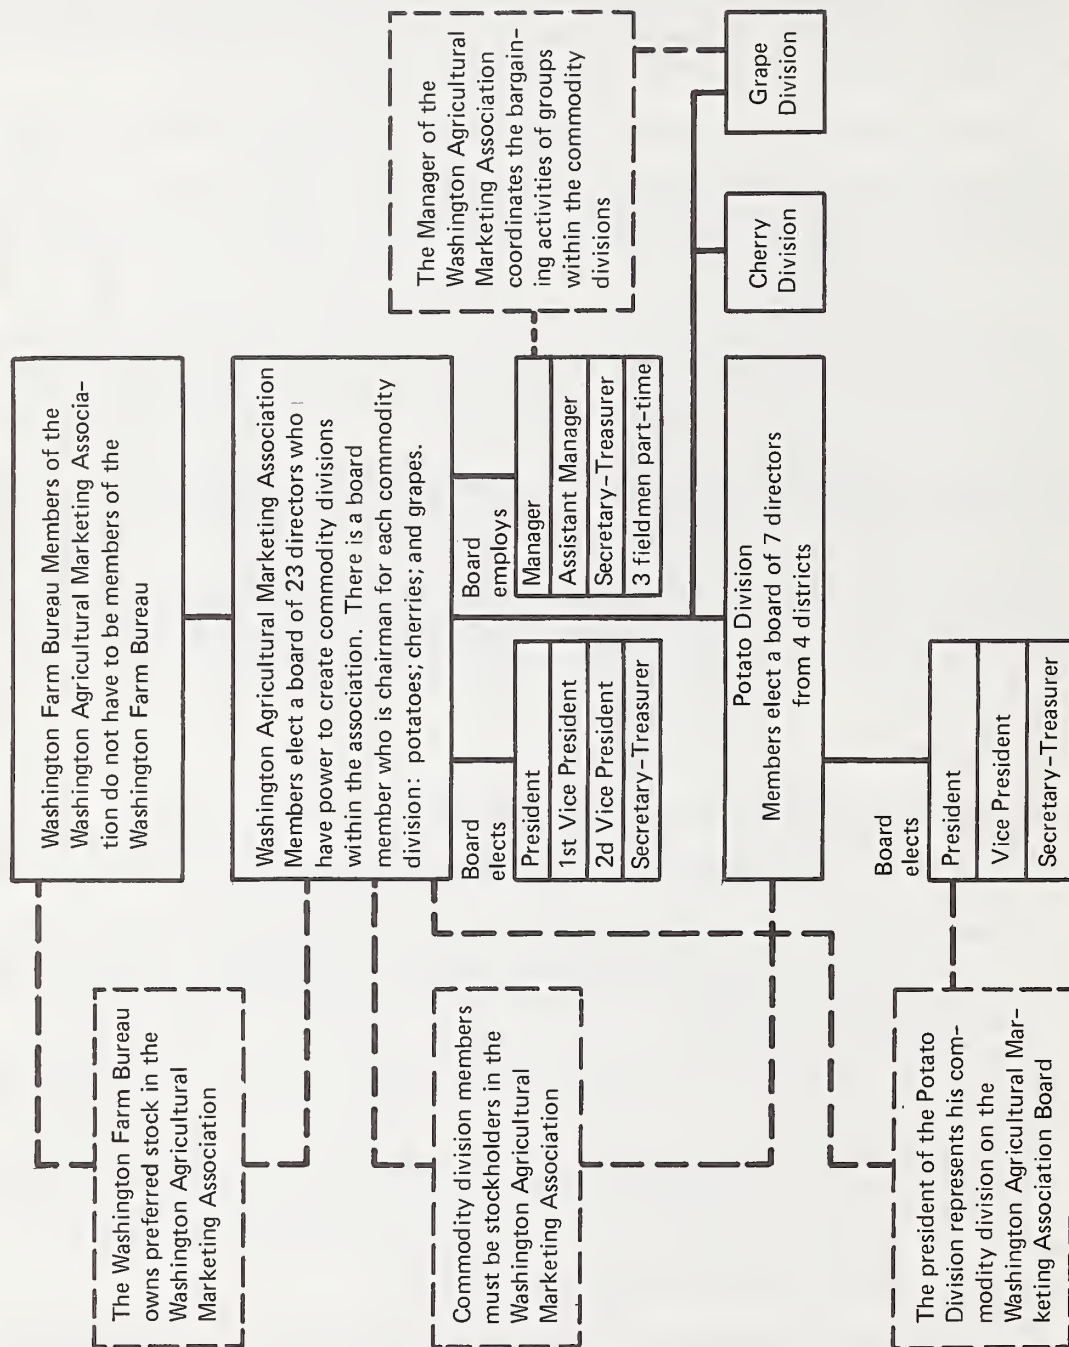 Washington Farm Bureau Members of the
Washington Agricultural Marketing Associa-
tion do not have to be members of the
Washington Farm Bureau
The Washington Farm Bureau
owns preferred stock in the
Washington Agricultural
Marketing Association
Washington Agricultural Marketing Association
Members elect a board of 23 directors who
have power to create commodity divisions
within the association. There is a board
member who is chairman for each commodity
division: potatoes; cherries; and grapes.
Commodity division members
must be stockholders in the
Washington Agricultural
Marketing Association
Board
elects
President
1st Vice President
2d Vice President
Secretary-Treasurer
Board
employs
Manager
Assistant Manager
Secretary-Treasurer
3 fieldmen part-time
The Manager of the
Washington Agricultural
Marketing Association
coordinates the bargain-
ing activities of groups
within the commodity
divisions
Potato Division
Members elect a board of 7 directors
from 4 districts
Cherry
Division
Grape
Division
The president of the Potato
Division represents his com-
modity division on the
Washington Agricultural Mar-
keting Association Board
Board
elects
President
Vice President
Secretary-Treasurer